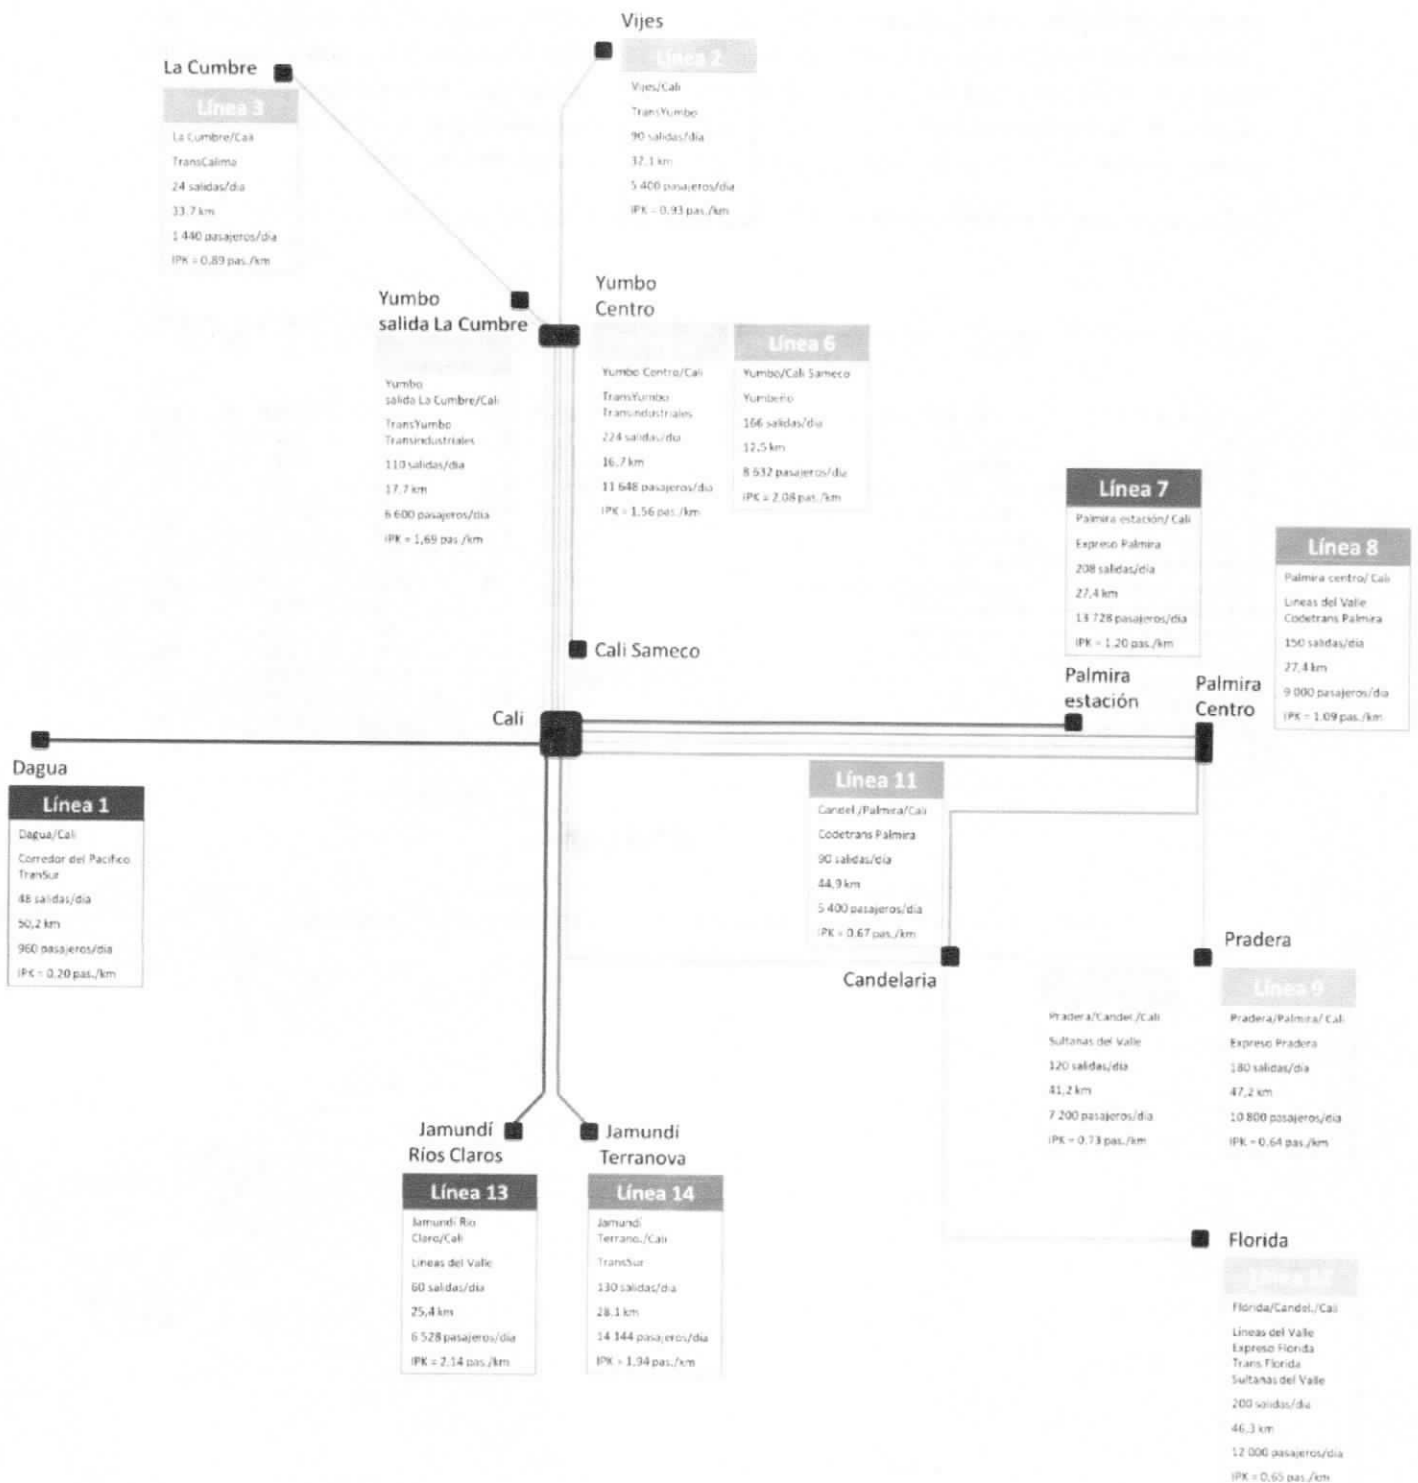 Vijes
Línea 2
Vijes/Cali
TransYumbo
90 salidas/día
32,1 km
5 400 pasajeros/día
IPK = 0,93 pas./km
La Cumbre
Línea 3
La Cumbre/Cali
TransCalima
24 salidas/día
33,7 km
1 440 pasajeros/día
IPK = 0,89 pas./km
Yumbo
salida La Cumbre
Yumbo
salida La Cumbre/Cali
TransYumbo
Transindustriales
110 salidas/día
17,7 km
6 600 pasajeros/día
IPK = 1,69 pas./km
Yumbo
Centro
Yumbo Centro/Cali
TransYumbo
Transindustriales
224 salidas/día
16,7 km
11 648 pasajeros/día
IPK = 1,56 pas./km
Línea 6
Yumbo/Cali Sameco
Yumbeño
166 salidas/día
12,5 km
8 632 pasajeros/día
IPK = 2,08 pas./km
Cali Sameco
Línea 7
Palmira estación/ Cali
Expreso Palmira
208 salidas/día
27,4 km
13 728 pasajeros/día
IPK = 1.20 pas./km
Palmira
estación
Línea 8
Palmira centro/ Cali
Lineas del Valle
Codetrans Palmira
150 salidas/día
27,4 km
9 000 pasajeros/día
IPK = 1.09 pas./km
Palmira
Centro
Cali
Dagua
Línea 1
Dagua/Cali
Corredor del Pacifico
TranSur
48 salidas/día
50,2 km
960 pasajeros/día
IPK = 0.20 pas./km
Línea 11
Candel./Palmira/Cali
Codetrans Palmira
90 salidas/día
44,9 km
5 400 pasajeros/día
IPK = 0.67 pas./km
Candelaria
Pradera
Pradera/Candel./Cali
Sultanas del Valle
120 salidas/día
41,2 km
7 200 pasajeros/día
IPK = 0.73 pas./km
Línea 9
Pradera/Palmira/ Cali
Expreso Pradera
180 salidas/día
47,2 km
10 800 pasajeros/día
IPK = 0.64 pas./km
Jamundí
Ríos Claros
Línea 13
Jamundi Rio
Claro/Cali
Lineas del Valle
60 salidas/día
25,4 km
6 528 pasajeros/día
IPK = 2,14 pas./km
Jamundí
Terranova
Línea 14
Jamundí
Terrano./Cali
TransSur
130 salidas/día
28.1 km
14 144 pasajeros/día
IPK = 1,94 pas./km
Florida
Florida/Candel./Cali
Lineas del Valle
Expreso Florida
Trans Florida
Sultanas del Valle
200 salidas/día
46,3 km
12 000 pasajeros/día
IPK = 0,65 pas./km